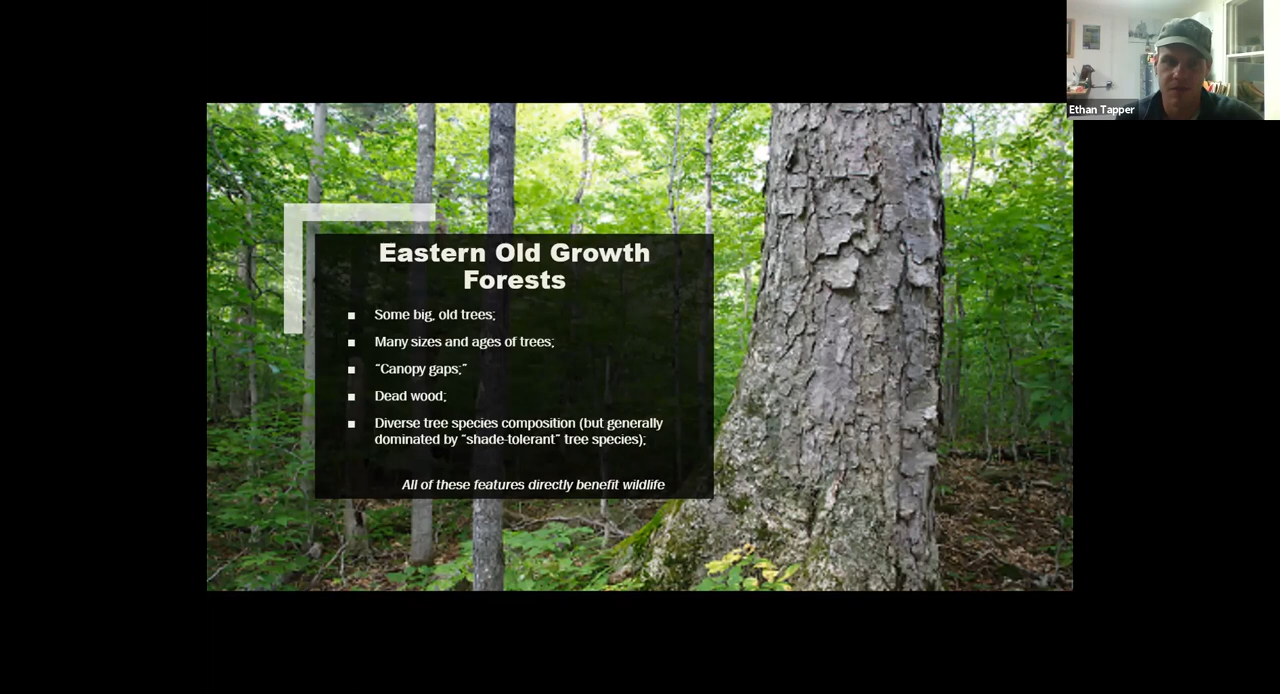 Ethan Tapper
Eastern Old Growth
Forests
■ Some big, old trees;
■ Many sizes and ages of trees;
■ "Canopy gaps;"
■ Dead wood;
■ Diverse tree species composition (but generally
dominated by "shade-tolerant" tree species);
All of these features directly benefit wildlife